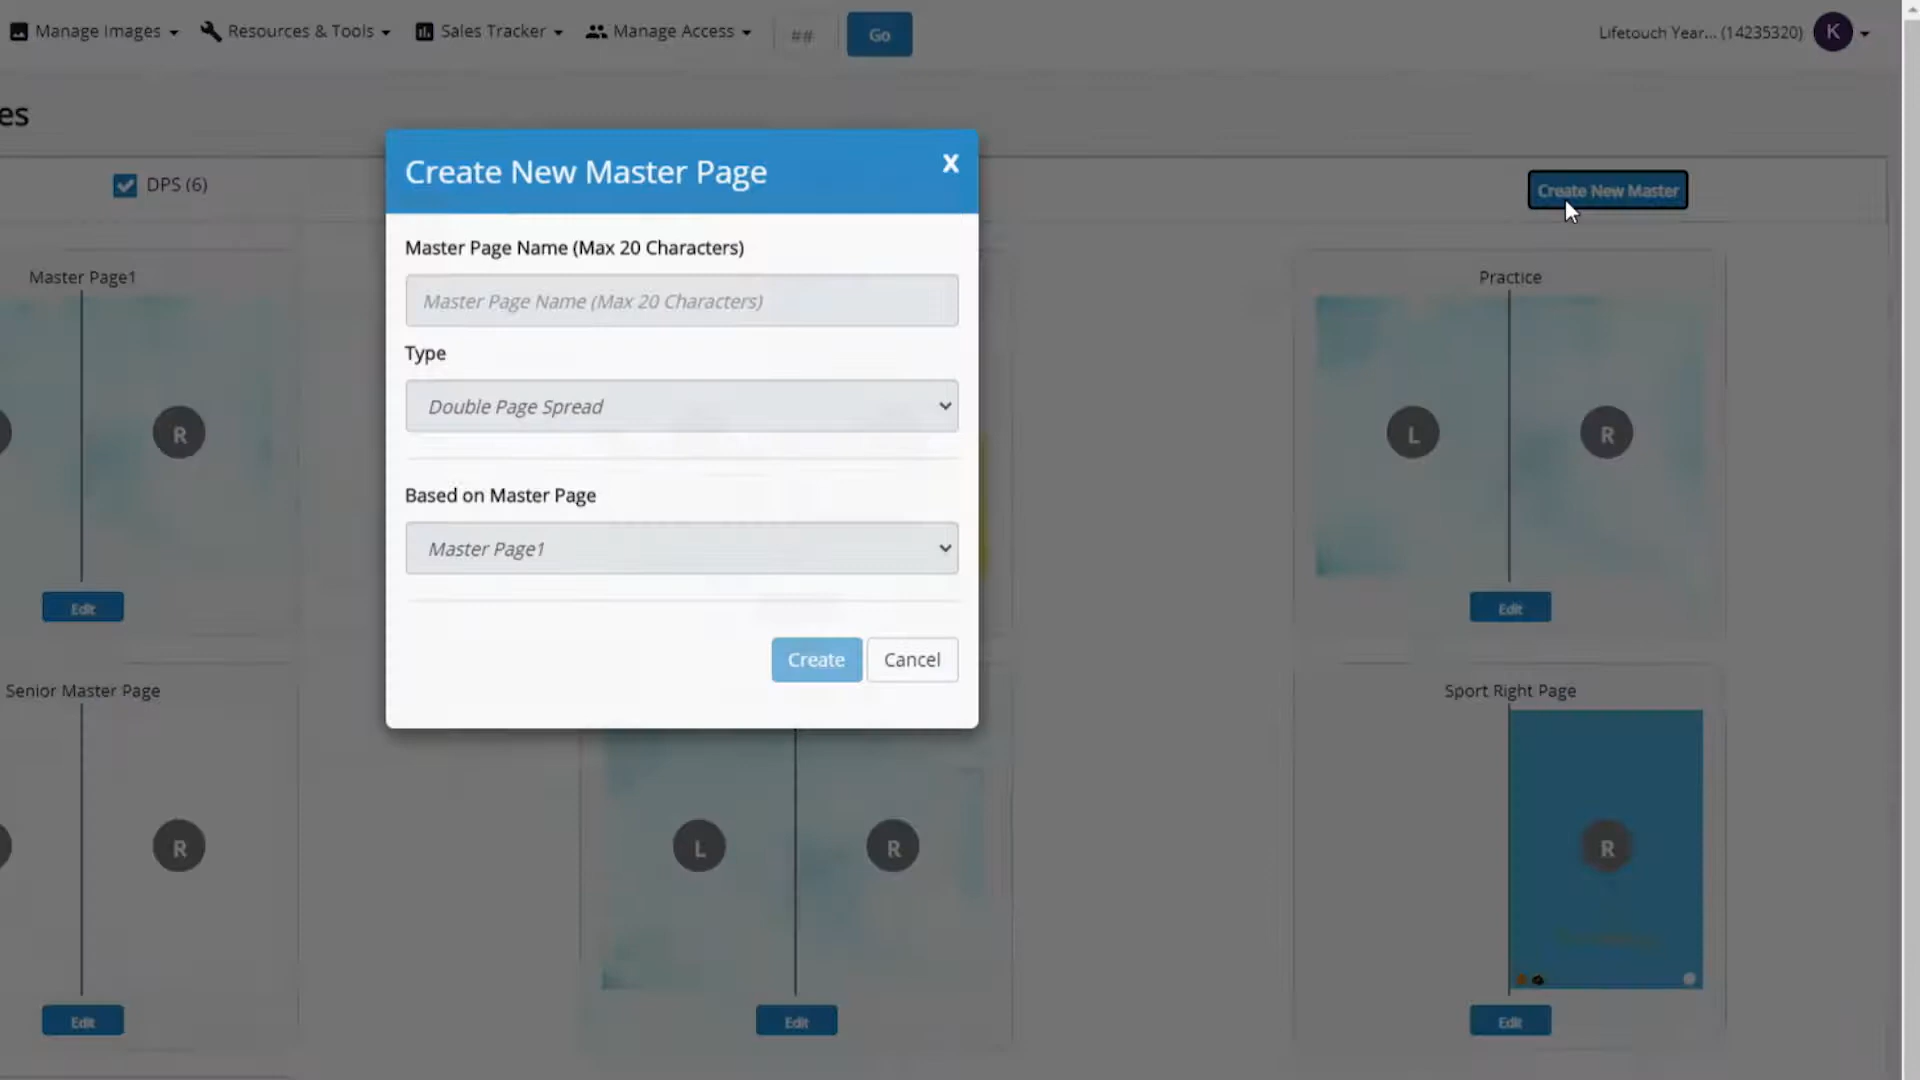 Manage Images
Resources & Tools
Sales Tracker
Manage Access
##
Go
Lifetouch Year... (14235320)
K
es
DPS (6)
Create New Master
Create New Master Page
X
Master Page Name (Max 20 Characters)
Master Page Name (Max 20 Characters)
Type
Double Page Spread
Based on Master Page
Master Page1
Create
Cancel
Master Page1
R
Edit
Practice
L
R
Edit
Senior Master Page
R
Edit
L
R
Edit
Sport Right Page
R
Edit